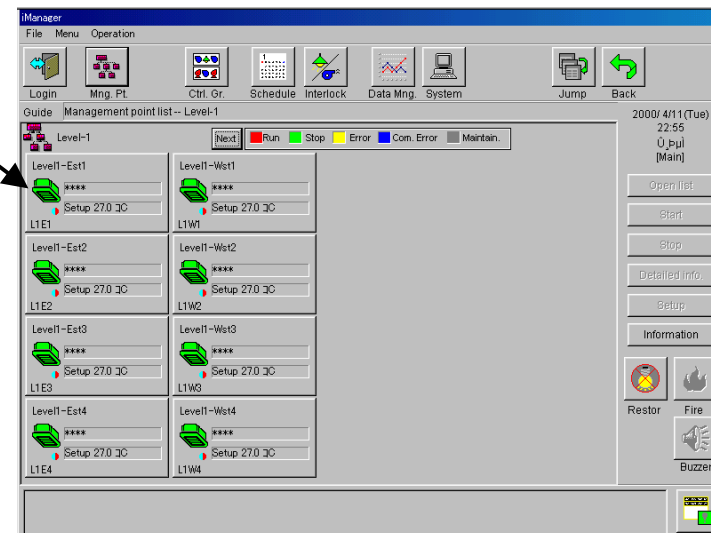 iManager
File Menu Operation
Login Mng. Pt. Ctrl. Gr. Schedule Interlock Data Mng. System Jump Back
Guide Management point list -- Level-1
2000/ 4/11(Tue)
22:55
Û¸Þµ¼
[Main]
Level-1 Next Run Stop Error Com. Error Maintain.
Level1-Est1
****
Setup 27.0 ℃
L1E1
Level1-Wst1
****
Setup 27.0 ℃
L1W1
Level1-Est2
****
Setup 27.0 ℃
L1E2
Level1-Wst2
****
Setup 27.0 ℃
L1W2
Level1-Est3
****
Setup 27.0 ℃
L1E3
Level1-Wst3
****
Setup 27.0 ℃
L1W3
Level1-Est4
****
Setup 27.0 ℃
L1E4
Level1-Wst4
****
Setup 27.0 ℃
L1W4
Open list
Start
Stop
Detailed info.
Setup
Information
Restor Fire
Buzzer